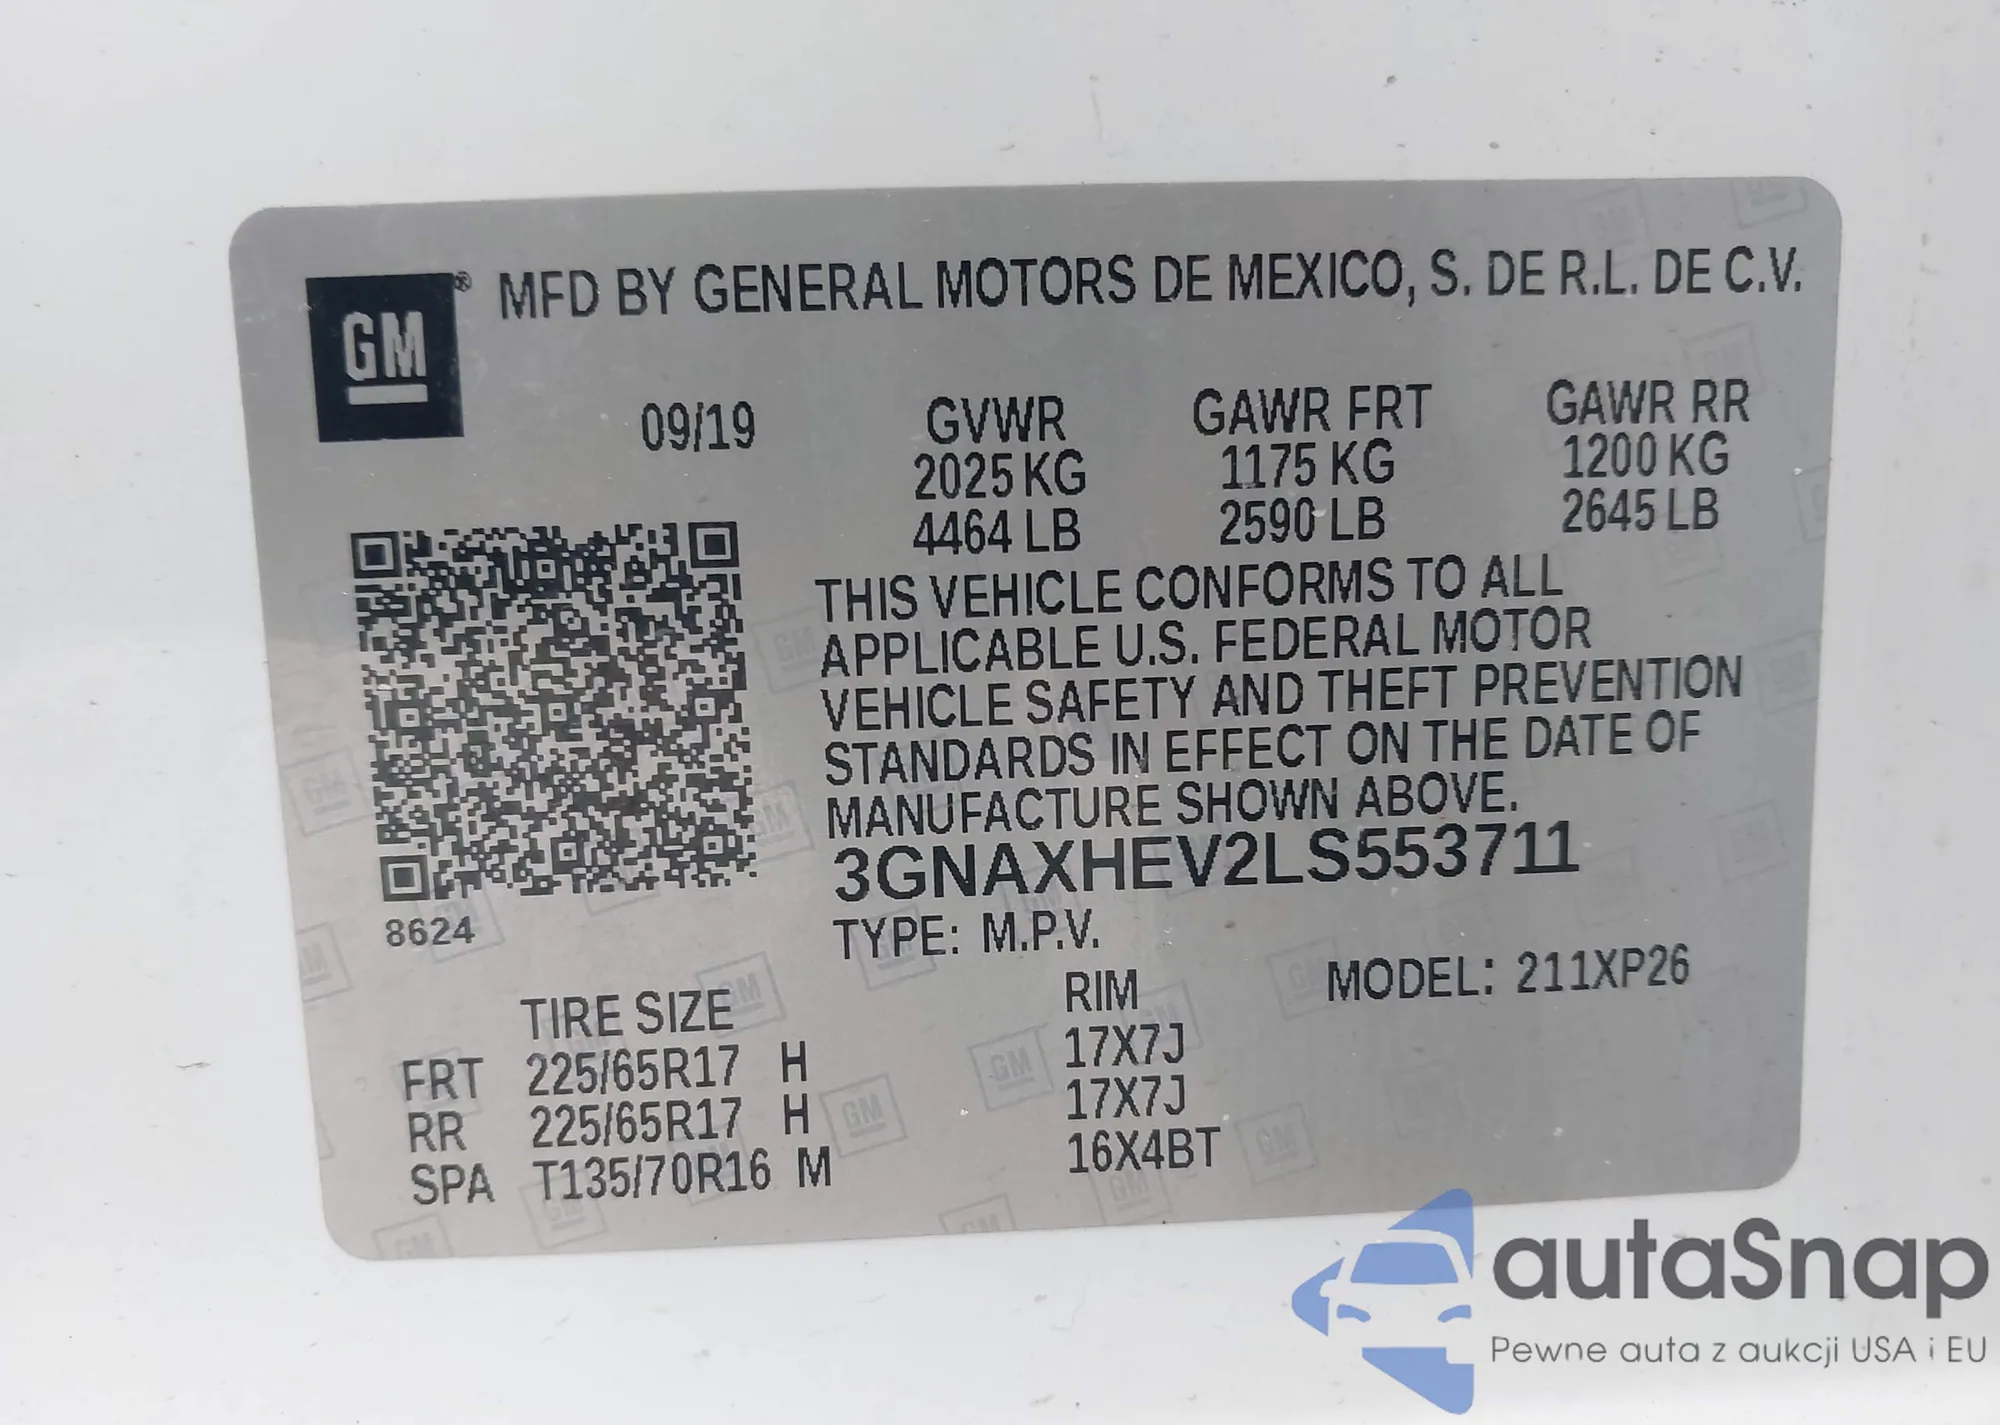 GM® MFD BY GENERAL MOTORS DE MEXICO, S. DE R.L. DE C.V.
09/19 GVWR GAWR FRT GAWR RR
2025 KG 1175 KG 1200 KG
4464 LB 2590 LB 2645 LB
THIS VEHICLE CONFORMS TO ALL
APPLICABLE U.S. FEDERAL MOTOR
VEHICLE SAFETY AND THEFT PREVENTION
STANDARDS IN EFFECT ON THE DATE OF
MANUFACTURE SHOWN ABOVE.
3GNAXHEV2LS553711
8624
TYPE: M.P.V.
TIRE SIZE RIM MODEL: 211XP26
FRT 225/65R17 H 17X7J
RR 225/65R17 H 17X7J
SPA T135/70R16 M 16X4BT
autaSnap
Pewne auta z aukcji USA i EU